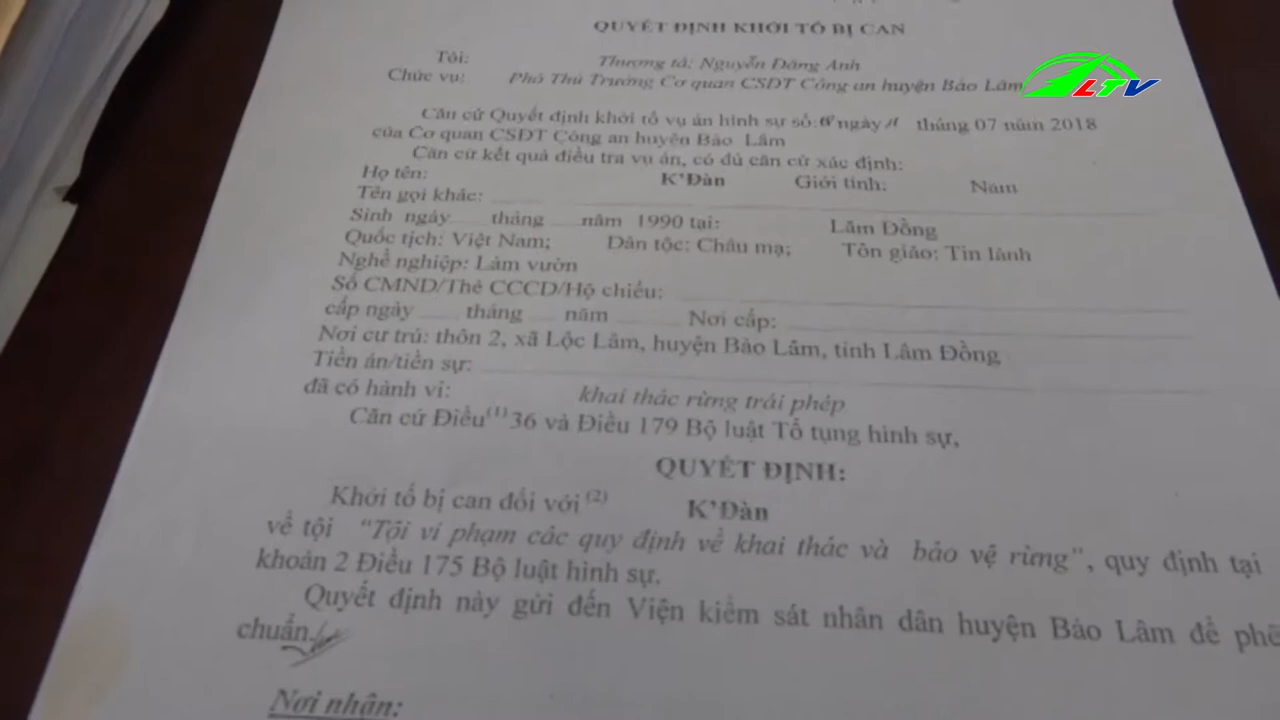 QUYẾT ĐỊNH KHỞI TỐ BỊ CAN
LTV
Tôi: Thượng tá: Nguyễn Đăng Anh
Chức vụ: Phó Thủ Trưởng Cơ quan CSĐT Công an huyện Bảo Lâm
Căn cứ Quyết định khởi tố vụ án hình sự số: ngày tháng 07 năm 2018
của Cơ quan CSĐT Công an huyện Bảo Lâm
Căn cứ kết quả điều tra vụ án, có đủ căn cứ xác định:
Họ tên: K'Đàn Giới tính: Nam
Tên gọi khác:
Sinh ngày tháng năm 1990 tại: Lâm Đồng
Quốc tịch: Việt Nam; Dân tộc: Châu mạ; Tôn giáo: Tin lành
Nghề nghiệp: Làm vườn
Số CMND/Thẻ CCCD/Hộ chiếu:
cấp ngày tháng năm Nơi cấp:
Nơi cư trú: thôn 2, xã Lộc Lâm, huyện Bảo Lâm, tỉnh Lâm Đồng
Tiền án/tiền sự:
đã có hành vi: khai thác rừng trái phép
Căn cứ Điều(1) 36 và Điều 179 Bộ luật Tố tụng hình sự,
QUYẾT ĐỊNH:
Khởi tố bị can đối với (2) K'Đàn
về tội "Tội vi phạm các quy định về khai thác và bảo vệ rừng", quy định tại
khoản 2 Điều 175 Bộ luật hình sự.
Quyết định này gửi đến Viện kiểm sát nhân dân huyện Bảo Lâm để phê
chuẩn.
Nơi nhận: